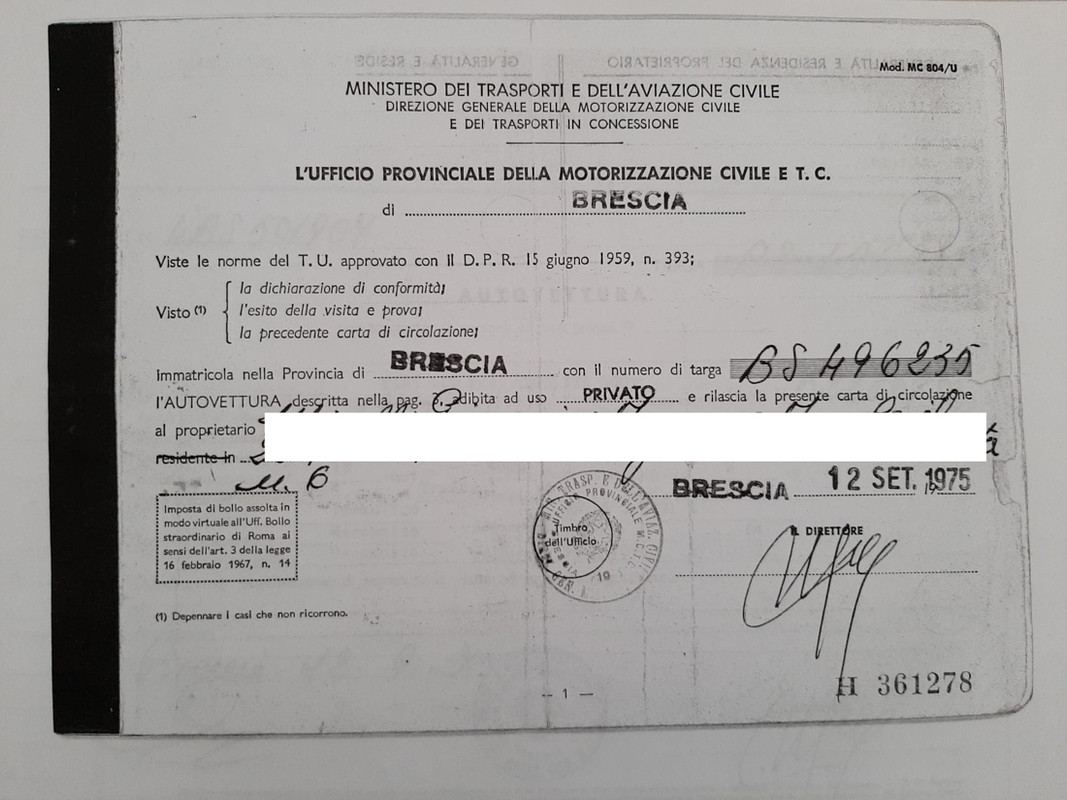 Mod. MC 804/U
MINISTERO DEI TRASPORTI E DELL'AVIAZIONE CIVILE
DIREZIONE GENERALE DELLA MOTORIZZAZIONE CIVILE
E DEI TRASPORTI IN CONCESSIONE
L'UFFICIO PROVINCIALE DELLA MOTORIZZAZIONE CIVILE E T. C.
di BRESCIA
Viste le norme del T. U. approvato con il D. P. R. 15 giugno 1959, n. 393;
Visto (1)
la dichiarazione di conformità;
l'esito della visita e prova;
la precedente carta di circolazione;
Immatricola nella Provincia di BRESCIA con il numero di targa BS 496235
l'AUTOVETTURA descritta nella pag. 3, adibita ad uso PRIVATO e rilascia la presente carta di circolazione
al proprietario
residente in
BRESCIA 12 SET. 1975
Imposta di bollo assolta in
modo virtuale all'Uff. Bollo
straordinario di Roma ai
sensi dell'art. 3 della legge
16 febbraio 1967, n. 14
Timbro
dell'Ufficio
IL DIRETTORE
(1) Depennare i casi che non ricorrono.
— 1 —
H 361278